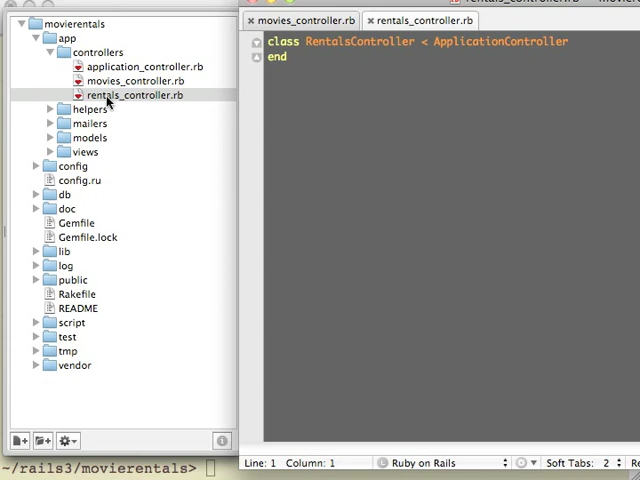 rentals_controller.rb
movierentals
app
controllers
application_controller.rb
movies_controller.rb
rentals_controller.rb
helpers
mailers
models
views
config
config.ru
db
doc
Gemfile
Gemfile.lock
lib
log
public
Rakefile
README
script
test
tmp
vendor
movies_controller.rb
rentals_controller.rb
class RentalsController < ApplicationController
end
Line: 1 Column: 1
Ruby on Rails
Soft Tabs: 2
~/rails3/movierentals>